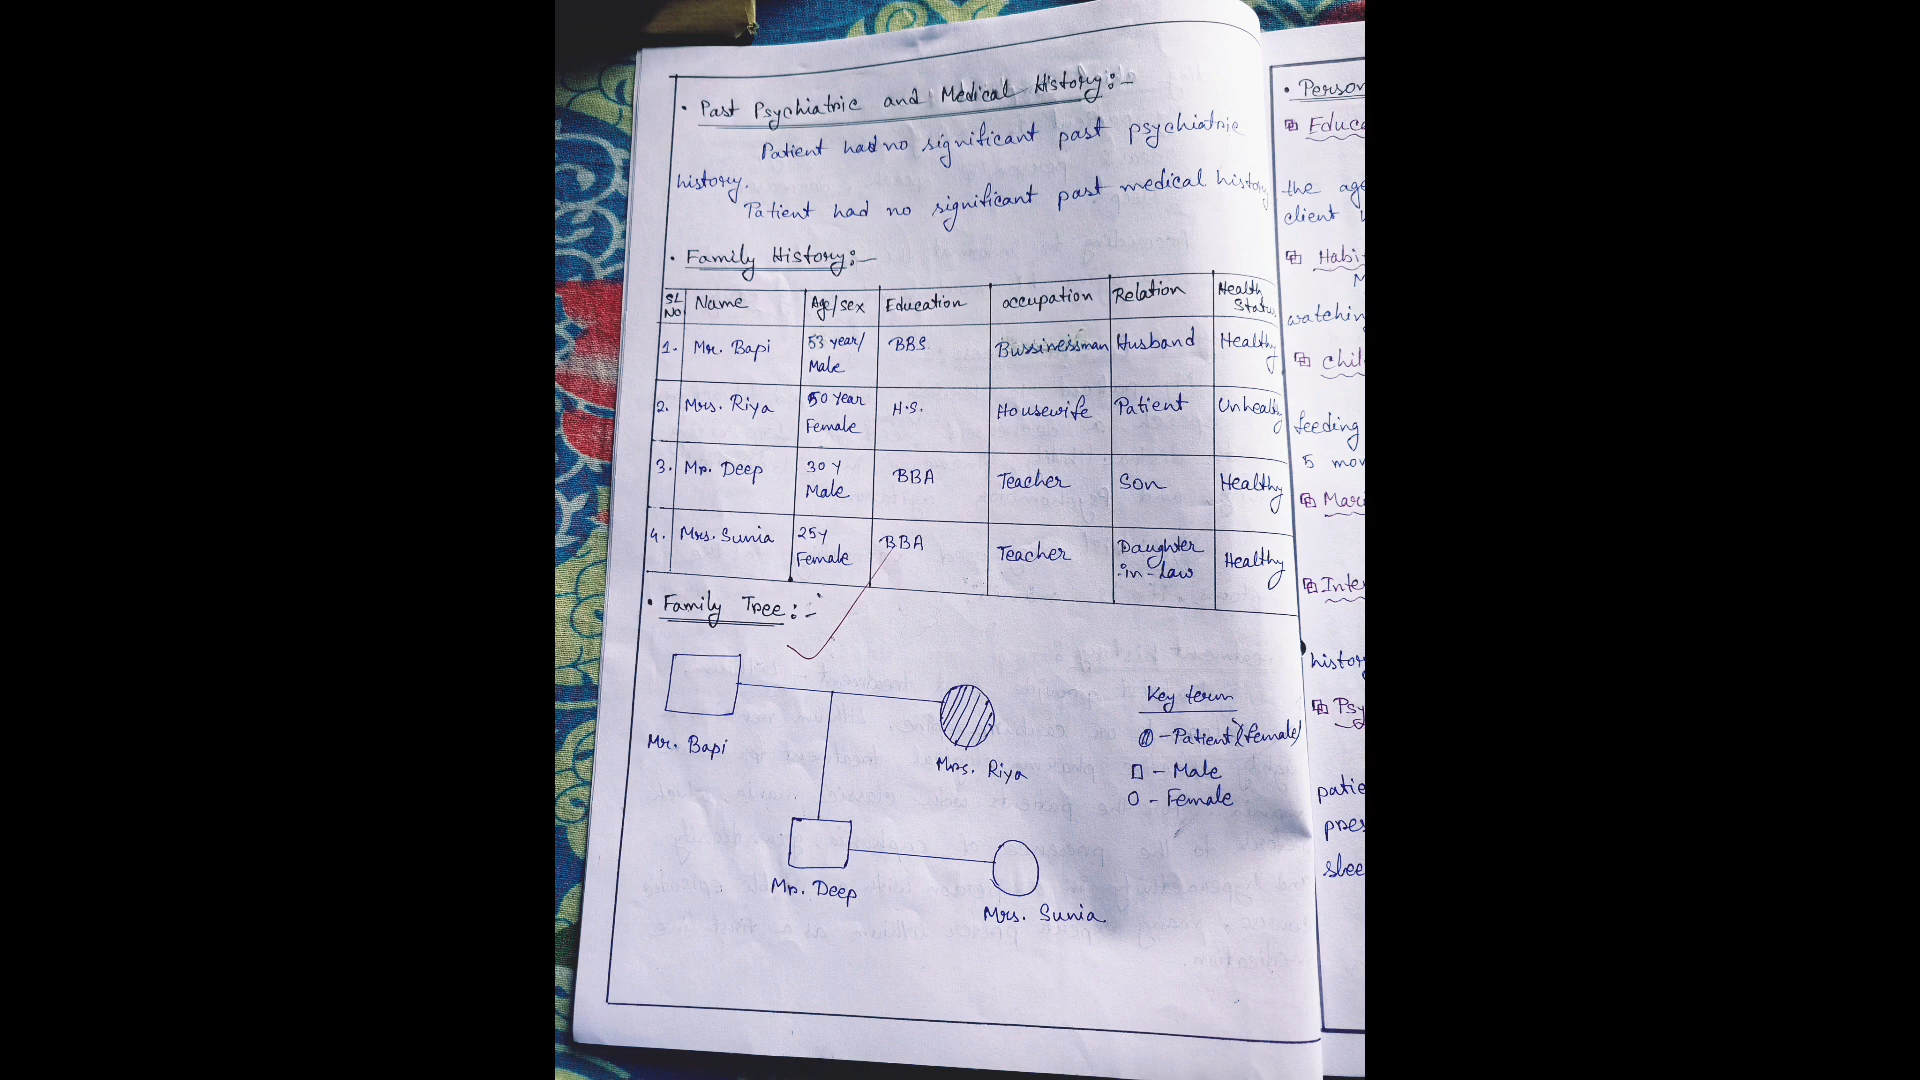 • Past Psychiatric and Medical History:-
Patient had no significant past psychiatric
history.
Patient had no significant past medical history
• Family History:-
SL No Name Age/sex Education occupation Relation Health Status
1. Mr. Bapi 53 year/ Male BBS Bussinessman Husband Healthy
2. Mrs. Riya 50 Year Female H.S. Housewife Patient Unhealthy
3. Mr. Deep 30 Y Male BBA Teacher Son Healthy
4. Mrs. Sunia 25 y Female BBA Teacher Daughter -in-law Healthy
• Family Tree:-
Mr. Bapi
Mrs. Riya
Mr. Deep
Mrs. Sunia
Key term
- Patient (female)
- Male
- Female
• Person
Educa
the age
client
Habi
watchin
Chil
feeding
5 mon
Mari
Inte
history
Psy
patie
pres
slee